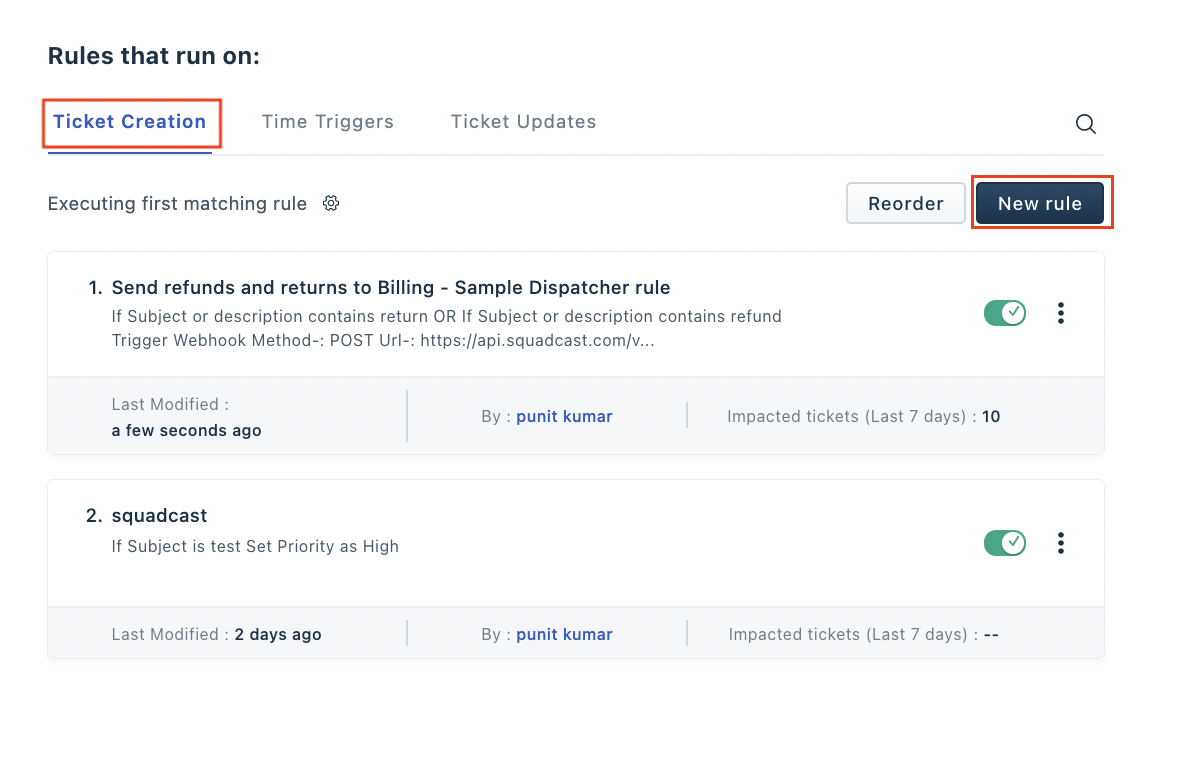 Rules that run on:
Ticket Creation Time Triggers Ticket Updates
Executing first matching rule Reorder New rule
1. Send refunds and returns to Billing - Sample Dispatcher rule
If Subject or description contains return OR If Subject or description contains refund
Trigger Webhook Method-: POST Url-: https://api.squadcast.com/v...
Last Modified :
a few seconds ago
By : punit kumar
Impacted tickets (Last 7 days) : 10
2. squadcast
If Subject is test Set Priority as High
Last Modified : 2 days ago By : punit kumar Impacted tickets (Last 7 days) : --